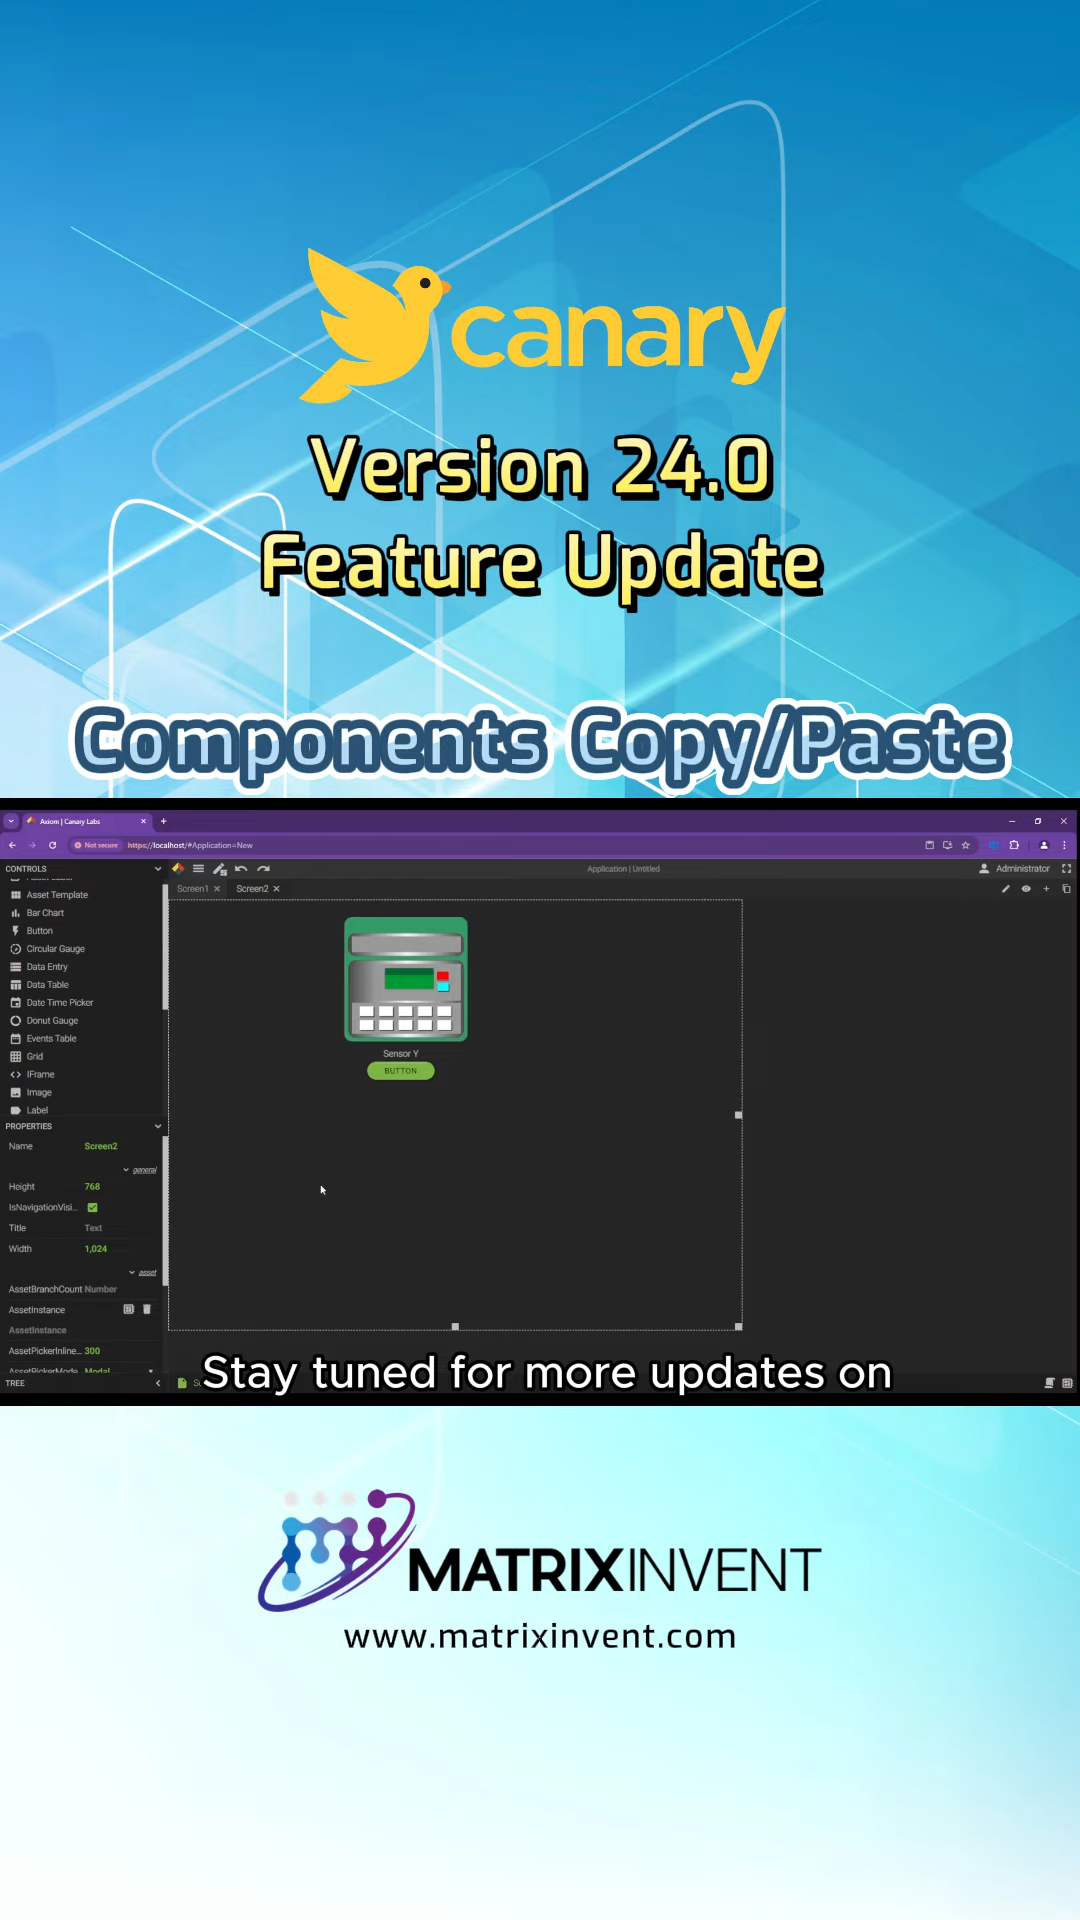 canary
Version 24.0
Feature Update
Components Copy/Paste
Axiom | Canary Labs
Not secure
https://localhost/#Application=New
CONTROLS
Application | Untitled
Administrator
Screen1
Screen2
Asset Template
Bar Chart
Button
Circular Gauge
Data Entry
Data Table
Date Time Picker
Donut Gauge
Events Table
Grid
IFrame
Image
Label
Sensor Y
BUTTON
PROPERTIES
Name Screen2
general
Height 768
IsNavigationVisi...
Title Text
Width 1,024
asset
AssetBranchCount Number
AssetInstance
AssetInstance
AssetPickerInline... 300
AssetPickerMode Modal
TREE
Stay tuned for more updates on
MATRIXINVENT
www.matrixinvent.com